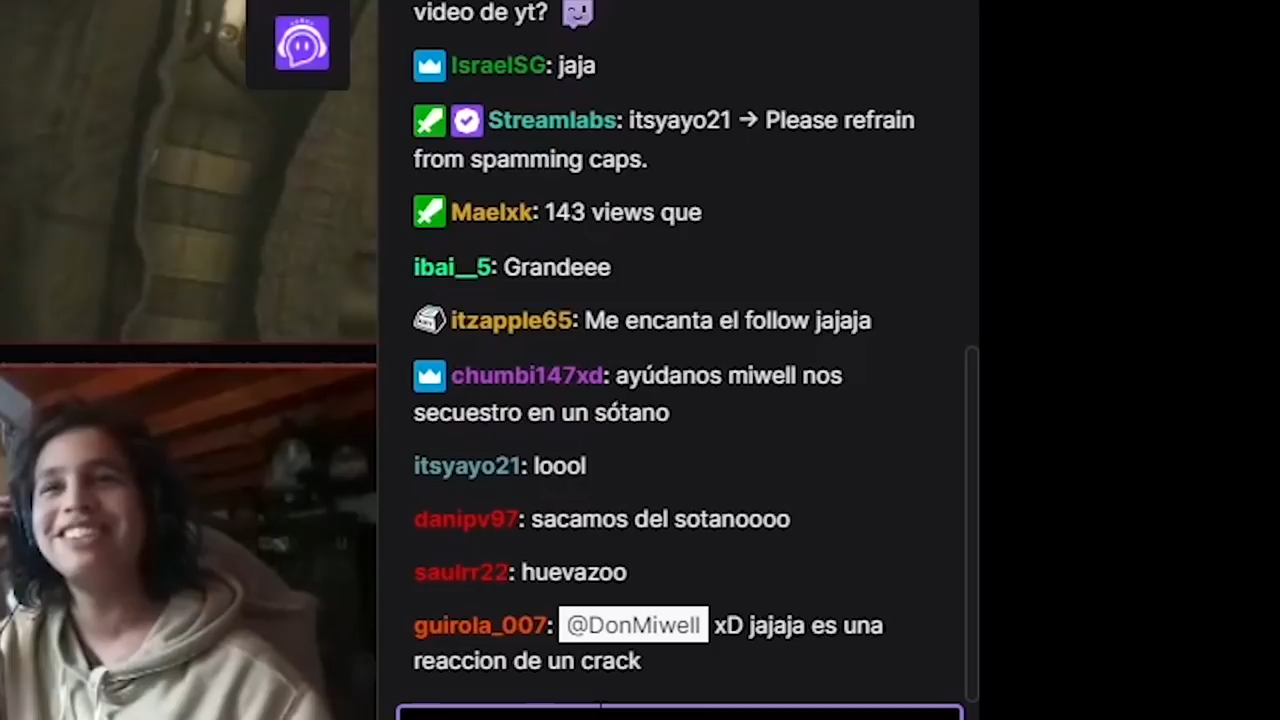 video de yt?
IsraelSG: jaja
Streamlabs: itsyayo21 → Please refrain
from spamming caps.
Maelxk: 143 views que
ibai__5: Grandeee
itzapple65: Me encanta el follow jajaja
chumbi147xd: ayúdanos miwell nos
secuestro en un sótano
itsyayo21: loool
danipv97: sacamos del sotanoooo
saulrr22: huevazoo
guirola_007: @DonMiwell xD jajaja es una
reaccion de un crack